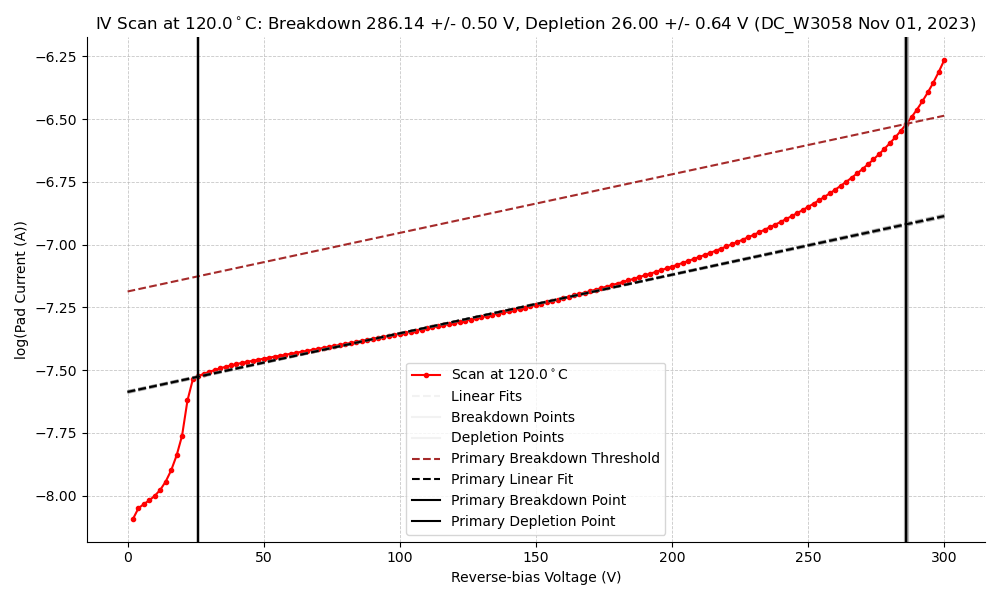 IV Scan at 120.0°C: Breakdown 286.14 +/- 0.50 V, Depletion 26.00 +/- 0.64 V (DC_W3058 Nov 01, 2023)
log(Pad Current (A))
−6.25
−6.50
−6.75
−7.00
−7.25
−7.50
−7.75
−8.00
Scan at 120.0°C
Linear Fits
Breakdown Points
Depletion Points
Primary Breakdown Threshold
Primary Linear Fit
Primary Breakdown Point
Primary Depletion Point
0 50 100 150 200 250 300
Reverse-bias Voltage (V)